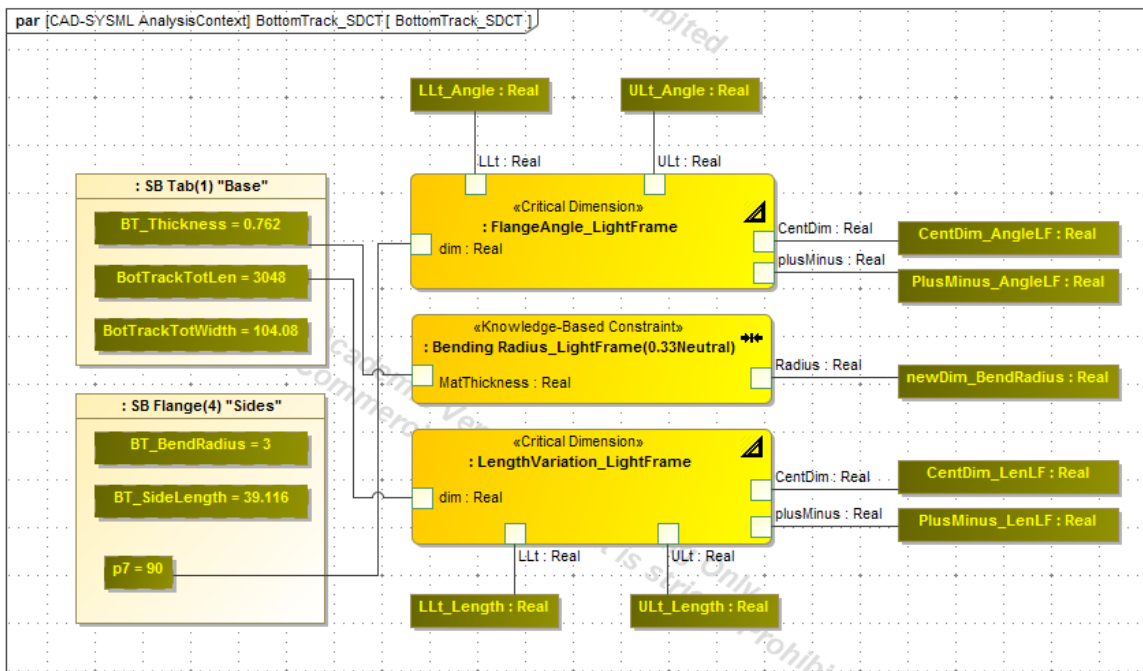 par [CAD-SYSML AnalysisContext] BottomTrack_SDCT [ BottomTrack_SDCT ]
LLt_Angle : Real
ULt_Angle : Real
LLt : Real
ULt : Real
: SB Tab(1) "Base"
BT_Thickness = 0.762
BotTrackTotLen = 3048
BotTrackTotWidth = 104.08
«Critical Dimension»
: FlangeAngle_LightFrame
dim : Real
CentDim : Real
plusMinus : Real
CentDim_AngleLF : Real
PlusMinus_AngleLF : Real
«Knowledge-Based Constraint»
: Bending Radius_LightFrame(0.33Neutral)
MatThickness : Real
Radius : Real
newDim_BendRadius : Real
: SB Flange(4) "Sides"
BT_BendRadius = 3
BT_SideLength = 39.116
p7 = 90
«Critical Dimension»
: LengthVariation_LightFrame
dim : Real
CentDim : Real
plusMinus : Real
CentDim_LenLF : Real
PlusMinus_LenLF : Real
LLt : Real
ULt : Real
LLt_Length : Real
ULt_Length : Real